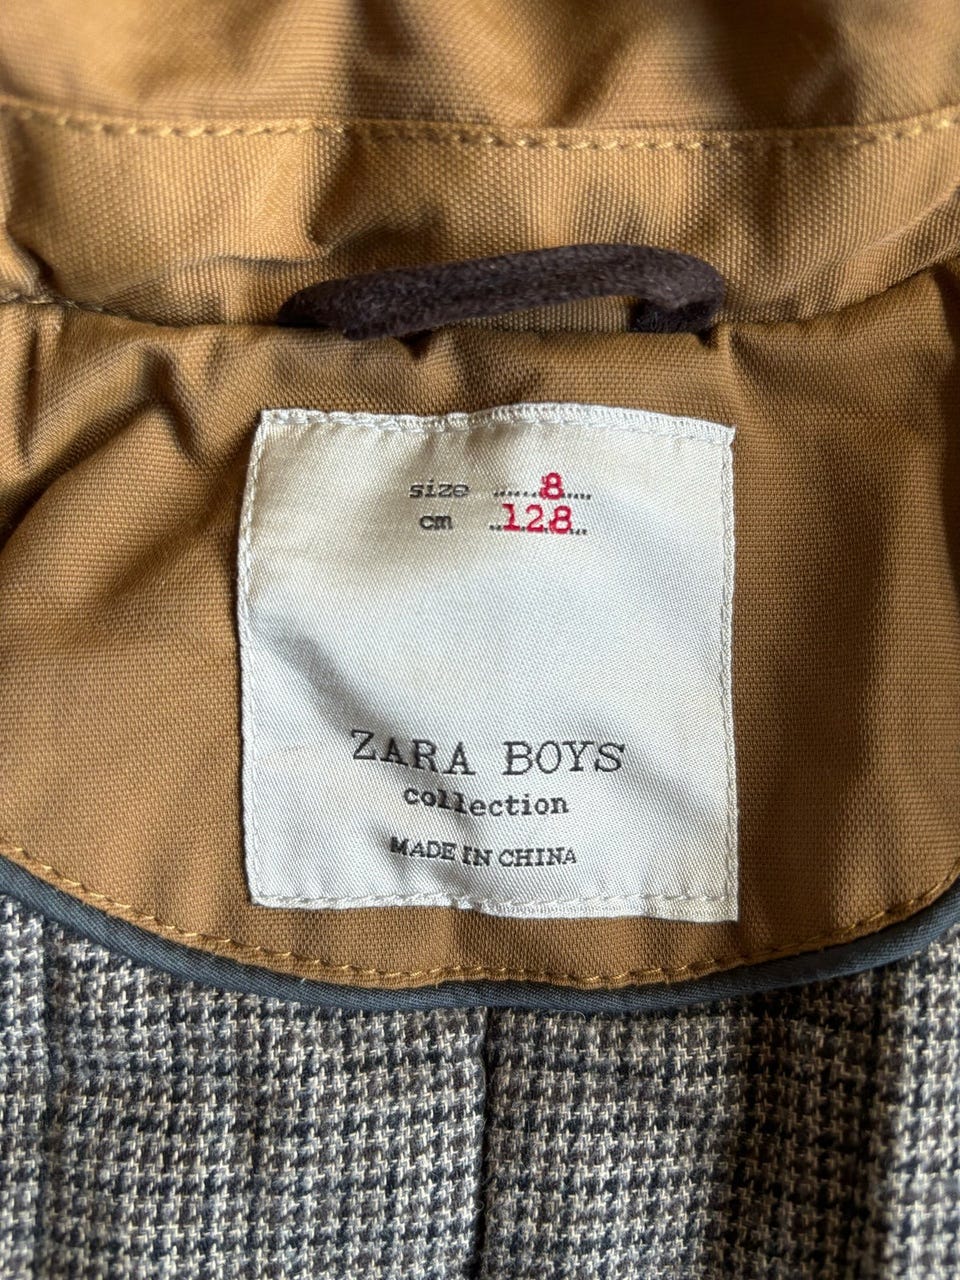 size ......8....
cm ..128..
ZARA BOYS
collection
MADE IN CHINA